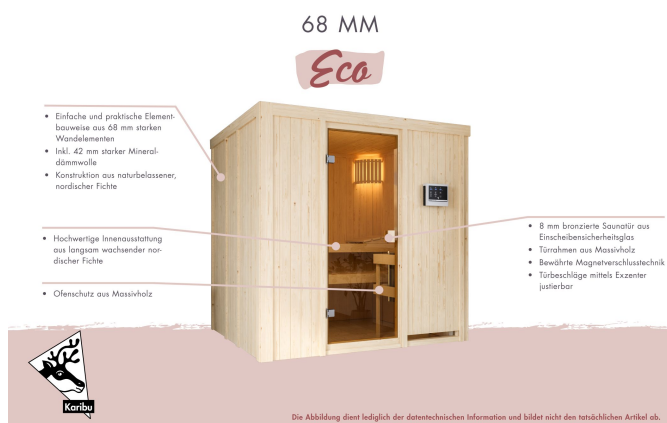 68 MM
Eco
• Einfache und praktische Element-
bauweise aus 68 mm starken
Wandelementen
• Inkl. 42 mm starker Mineral-
dämmwolle
• Konstruktion aus naturbelassener,
nordischer Fichte
• Hochwertige Innenausstattung
aus langsam wachsender nor-
discher Fichte
• Ofenschutz aus Massivholz
• 8 mm bronzierte Saunatür aus
Einscheibensicherheitsglas
• Türrahmen aus Massivholz
• Bewährte Magnetverschlusstechnik
• Türbeschläge mittels Exzenter
justierbar
Karibu
Die Abbildung dient lediglich der datentechnischen Information und bildet nicht den tatsächlichen Artikel ab.